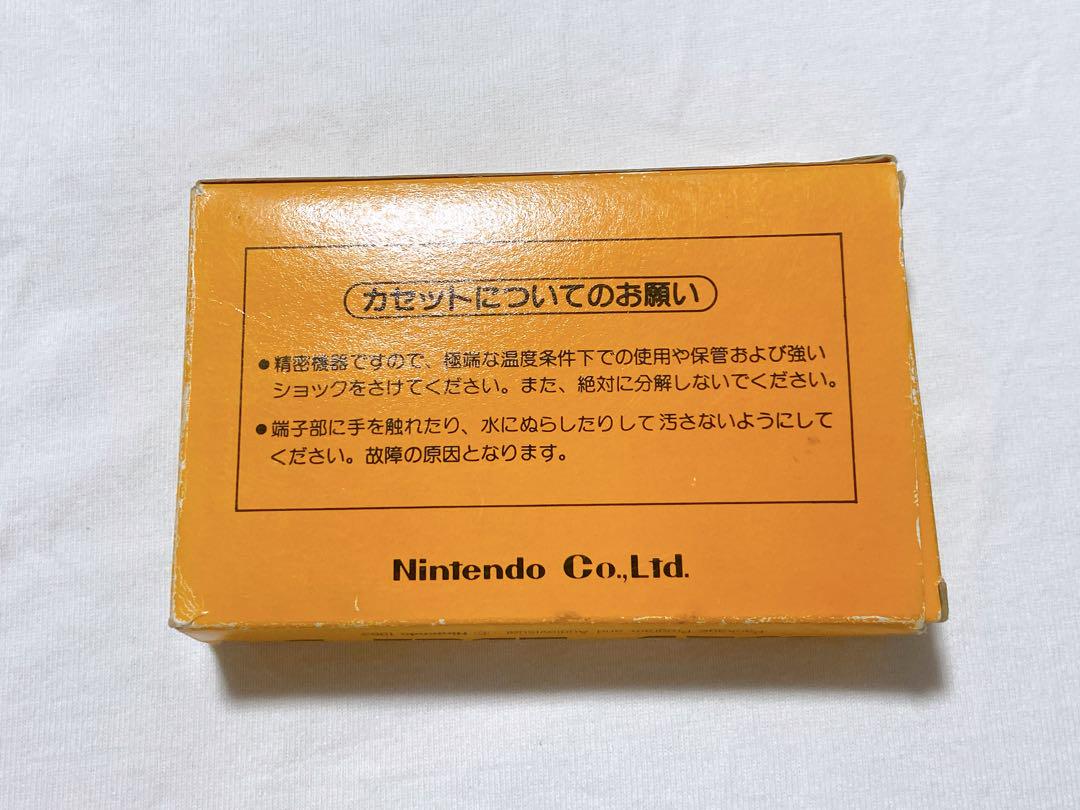 カセットについてのお願い
●精密機器ですので、極端な温度条件下での使用や保管および強い
ショックをさけてください。また、絶対に分解しないでください。
●端子部に手を触れたり、水にぬらしたりして汚さないようにして
ください。故障の原因となります。
Nintendo Co.,Ltd.
Package Program and Audiovisual © Nintendo